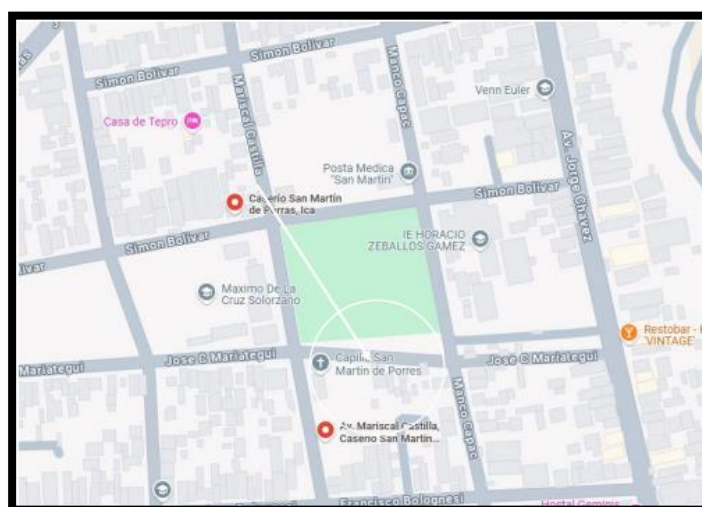 Simon Bolivar
Mariscal Castilla
Manco Capac
Venn Euler
Casa de Tepro
Av. Jorge Chavez
Posta Medica
"San Martin"
Simon Bolivar
Caserio San Martin
de Porras, Ica
Simon Bolivar
IE HORACIO
ZEBALLOS GAMEZ
Maximo De La
Cruz Solorzano
Restobar -
"VINTAGE"
Mariategui
Jose C Mariategui
Capilla San
Martin de Porres
Jose C Mariategui
Manco Capac
Av. Mariscal Castilla,
Caserio San Martin...
Francisco Bolognesi
Hostal Geminis